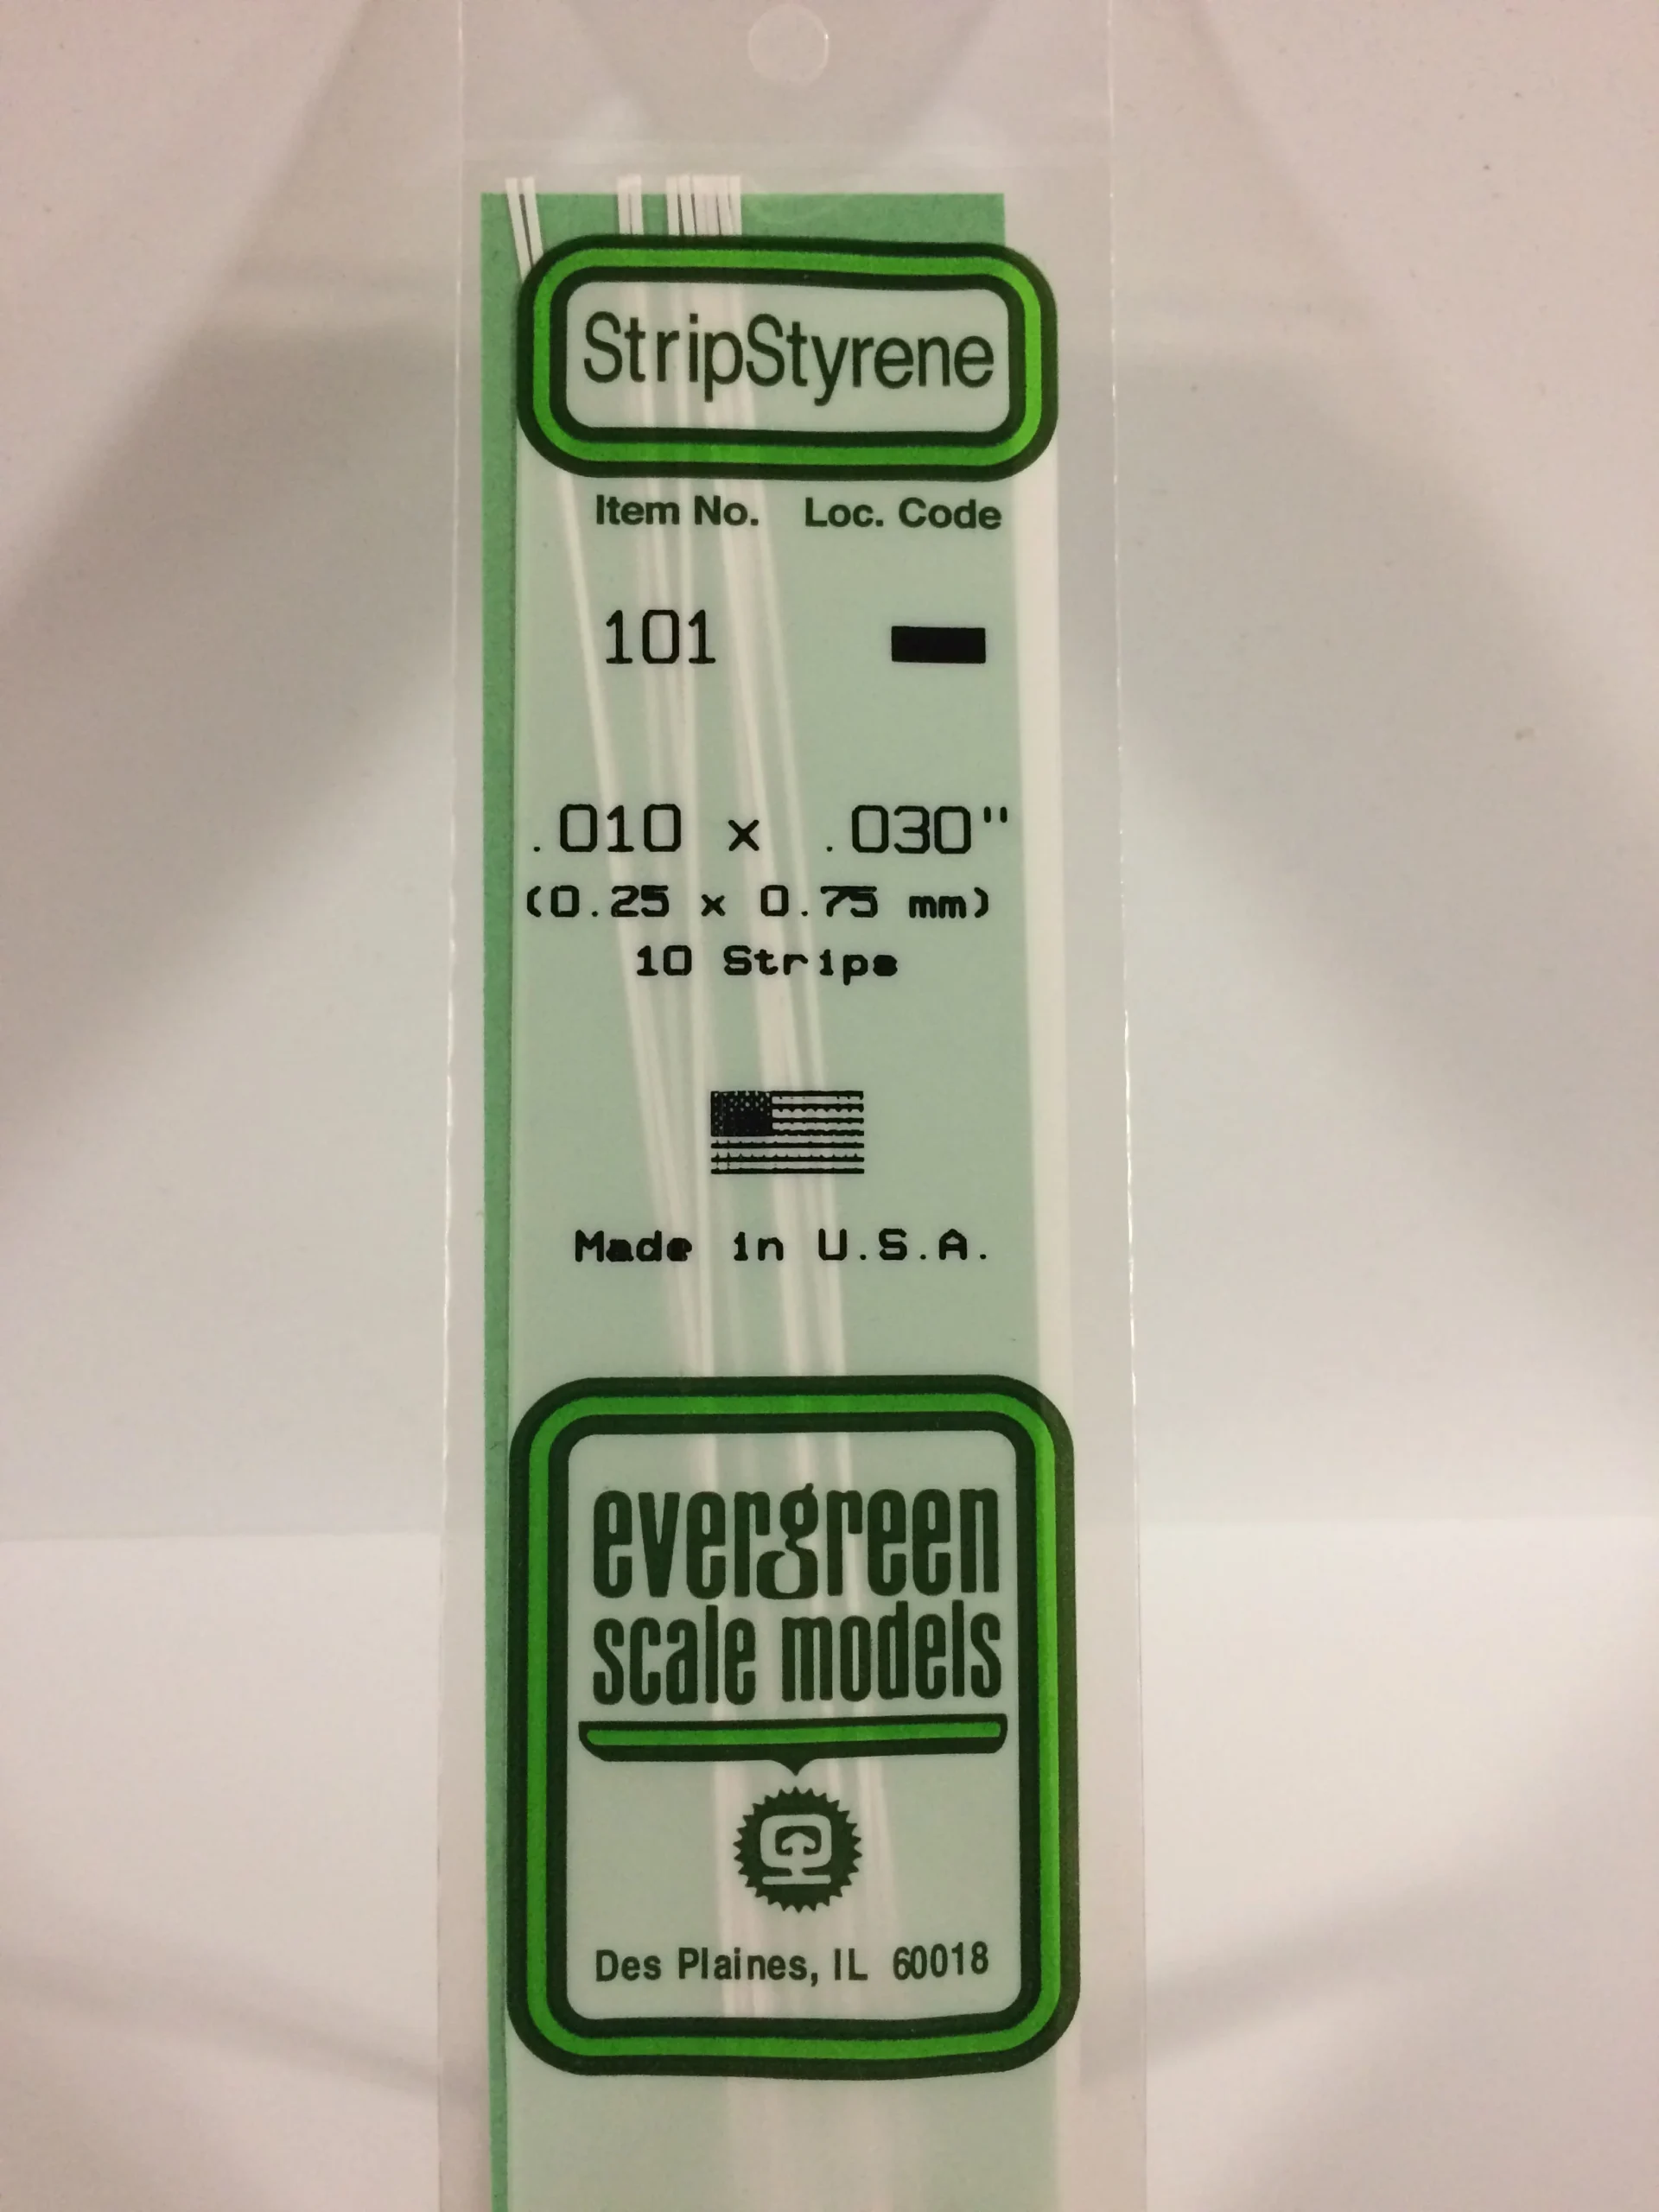 StripStyrene
Item No. Loc. Code
101
.010 x .030"
(0.25 x 0.75 mm)
10 Strips
Made in U.S.A.
evergreen
scale models
Des Plaines, IL 60018